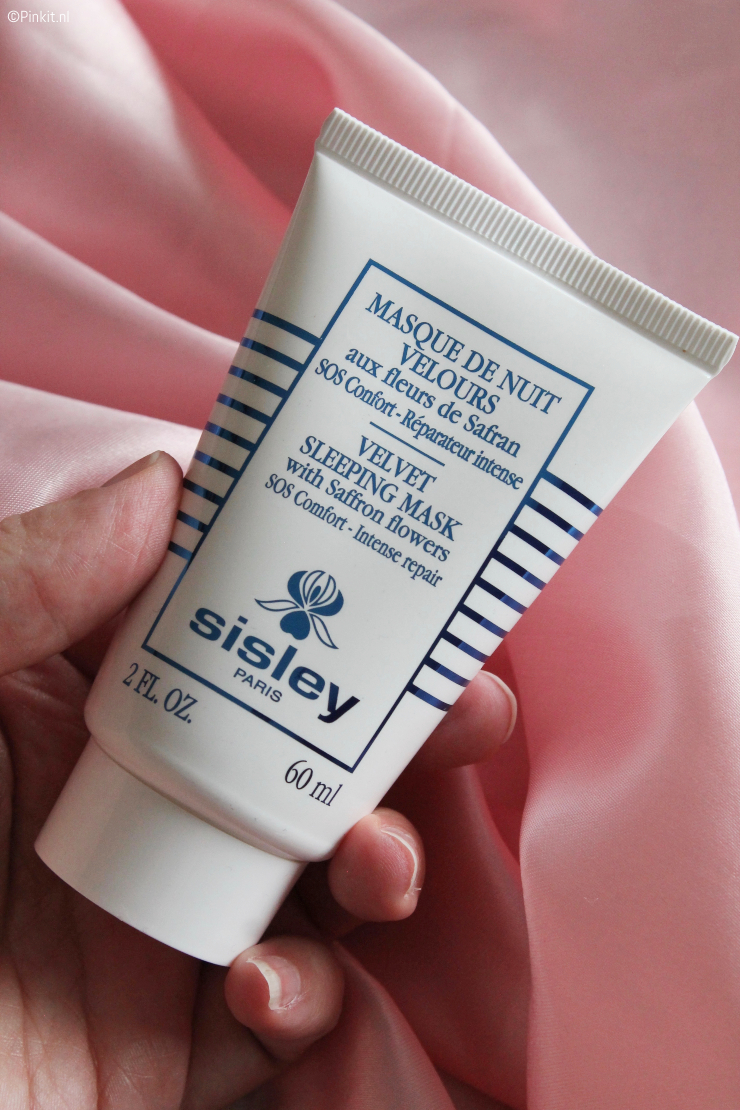 ©Pinkit.nl
MASQUE DE NUIT
VELOURS
aux fleurs de Safran
SOS Confort - Réparateur intense
VELVET
SLEEPING MASK
with Saffron flowers
SOS Comfort - Intense repair
sisley
PARIS
2 FL. OZ.
60 ml